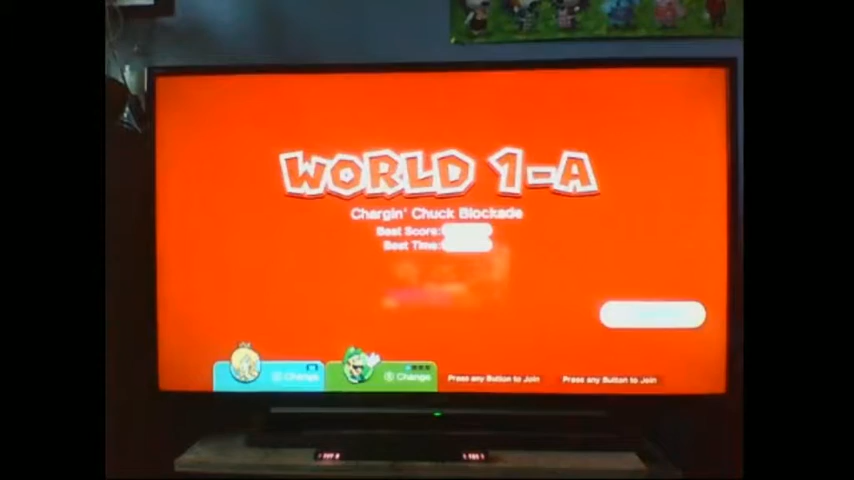 WORLD 1-A
Chargin' Chuck Blockade
Best Score:
Best Time:
Change
Change
Press any Button to Join
Press any Button to Join